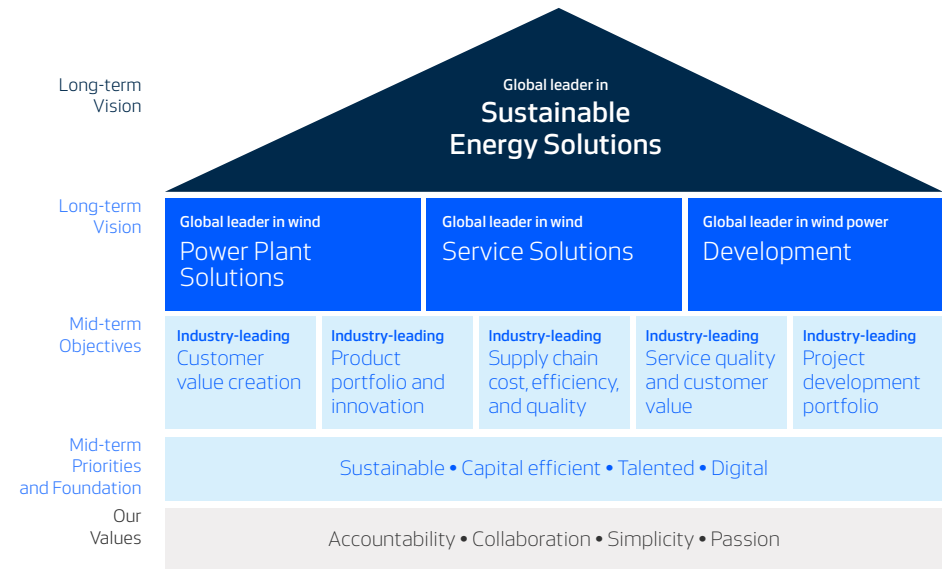 Long-term
Vision
Global leader in
Sustainable
Energy Solutions
Long-term
Vision
Global leader in wind
Power Plant
Solutions
Global leader in wind
Service Solutions
Global leader in wind power
Development
Mid-term
Objectives
Industry-leading
Customer
value creation
Industry-leading
Product
portfolio and
innovation
Industry-leading
Supply chain
cost, efficiency,
and quality
Industry-leading
Service quality
and customer
value
Industry-leading
Project
development
portfolio
Mid-term
Priorities
and Foundation
Sustainable • Capital efficient • Talented • Digital
Our
Values
Accountability • Collaboration • Simplicity • Passion